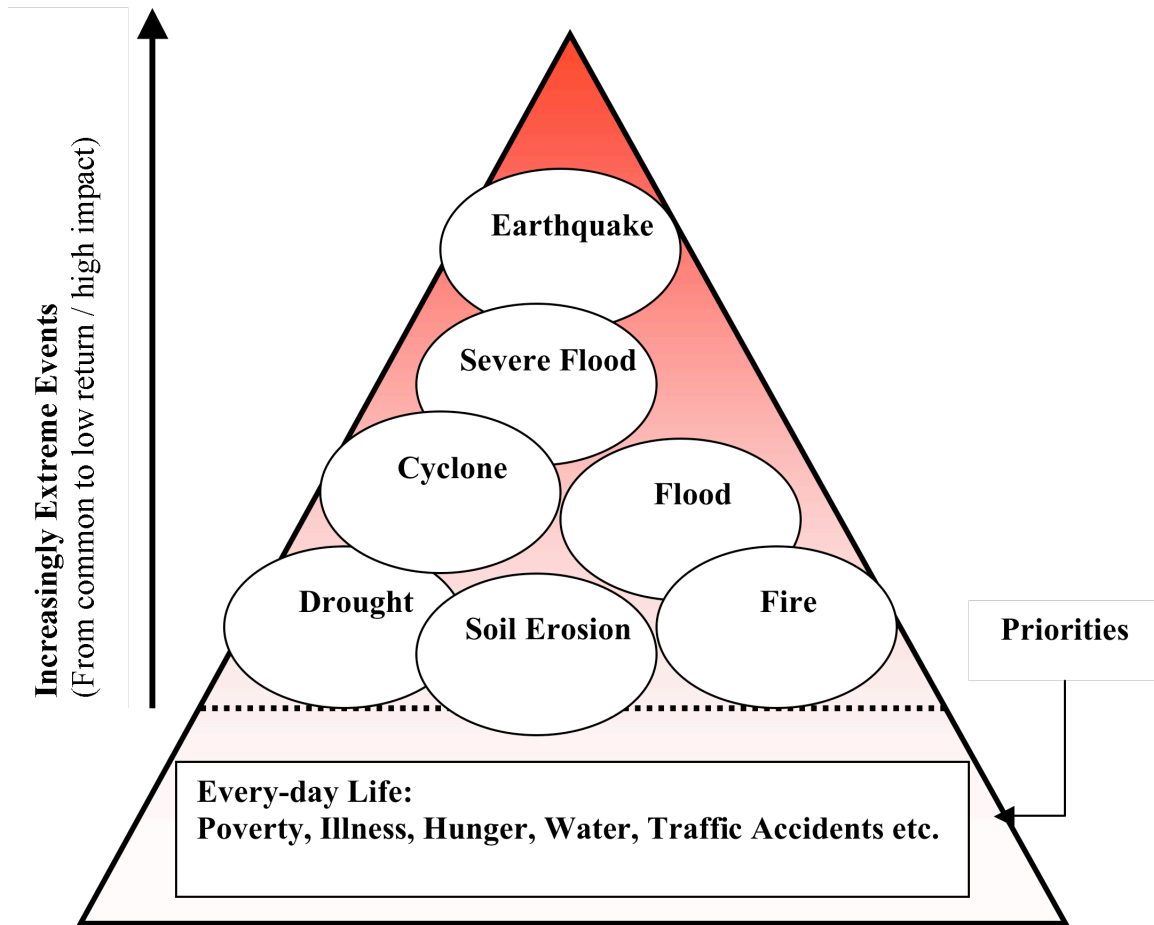 Increasingly Extreme Events
(From common to low return / high impact)
Earthquake
Severe Flood
Cyclone
Flood
Drought
Soil Erosion
Fire
Priorities
Every-day Life:
Poverty, Illness, Hunger, Water, Traffic Accidents etc.